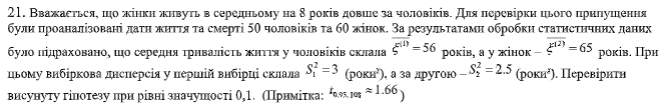 21. Вважається, що жінки живуть в середньому на 8 років довше за чоловіків. Для перевірки цього припущення
були проаналізовані дати життя та смерті 50 чоловіків та 60 жінок. За результатами обробки статистичних даних
було підраховано, що середня тривалість життя у чоловіків склала ξ̅⁽¹⁾ = 56 років, а у жінок – ξ̅⁽²⁾ = 65 років. При
цьому вибіркова дисперсія у першій вибірці склала S₁² = 3 (роки²), а за другою – S₂² = 2.5 (роки²). Перевірити
висунуту гіпотезу при рівні значущості 0,1. (Примітка: t₀.₉₅, ₁₀₈ ≈ 1.66)